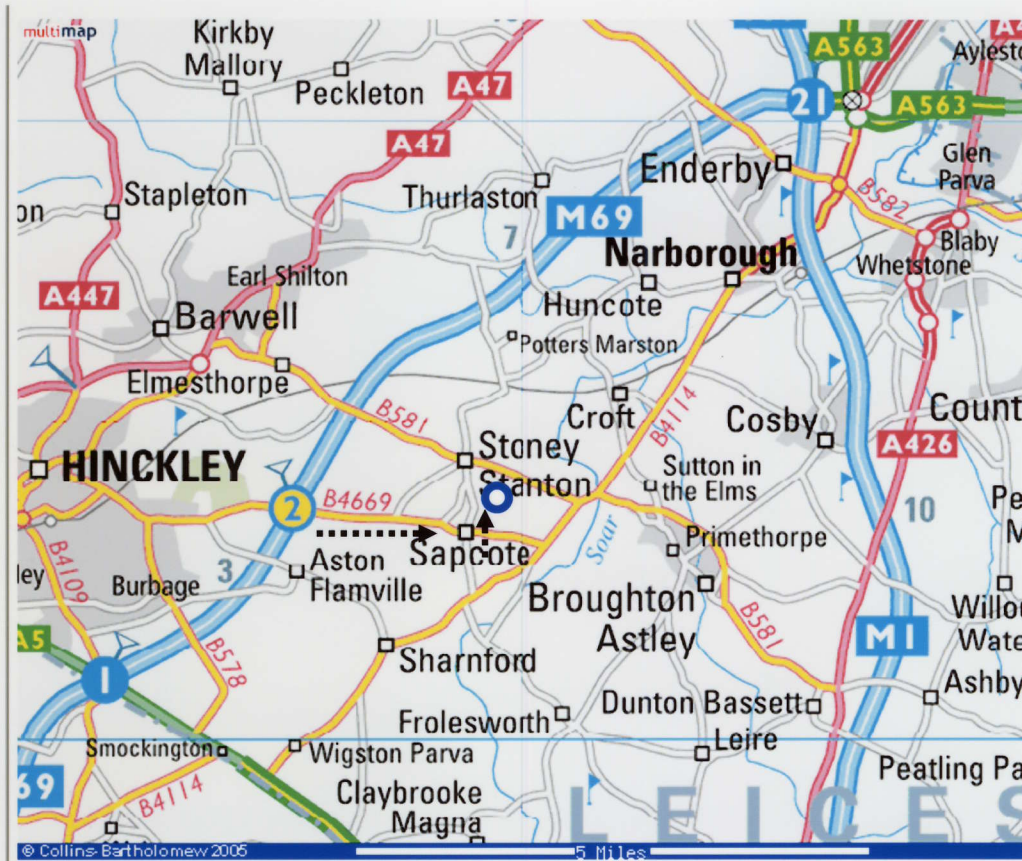 multimap
Kirkby
Mallory
Peckleton
A47
A563
21
A563
Aylesto
A47
Stapleton
Thurlaston
Enderby
Glen
Parva
on
M69
7
B582
Narborough
Blaby
Whetstone
Earl Shilton
A447
Huncote
Barwell
Potters Marston
Elmesthorpe
Croft
B4114
Cosby
Count
B581
A426
HINCKLEY
Stoney
Stanton
Sutton in
the Elms
2
B4669
10
Pe
M
Soar
Primethorpe
Sapcote
B4109
ley
Burbage
3
Aston
Flamville
Broughton
Astley
Willou
Wate
A5
B578
B581
M1
1
Sharnford
Dunton Bassett
Ashby
Frolesworth
Smockington
Wigston Parva
Leire
69
B4114
Claybrooke
Magna
Peatling Pa
LEICES
© Collins-Bartholomew 2005
5 Miles